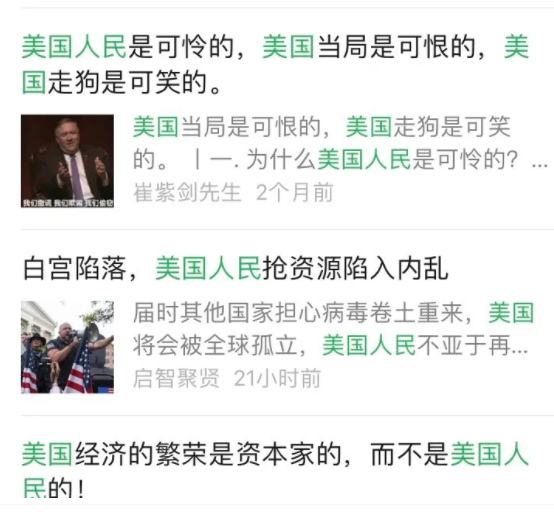 美国人民是可怜的，美国当局是可恨的，美
国走狗是可笑的。
美国当局是可恨的，美国走狗是可笑
的。丨一. 为什么美国人民是可怜的？...
我们撒谎 我们欺骗 我们偷窃
崔紫剑先生 2个月前
白宫陷落，美国人民抢资源陷入内乱
届时其他国家担心病毒卷土重来，美国
将会被全球孤立，美国人民不亚于再...
启智聚贤 21小时前
美国经济的繁荣是资本家的，而不是美国人
民的！